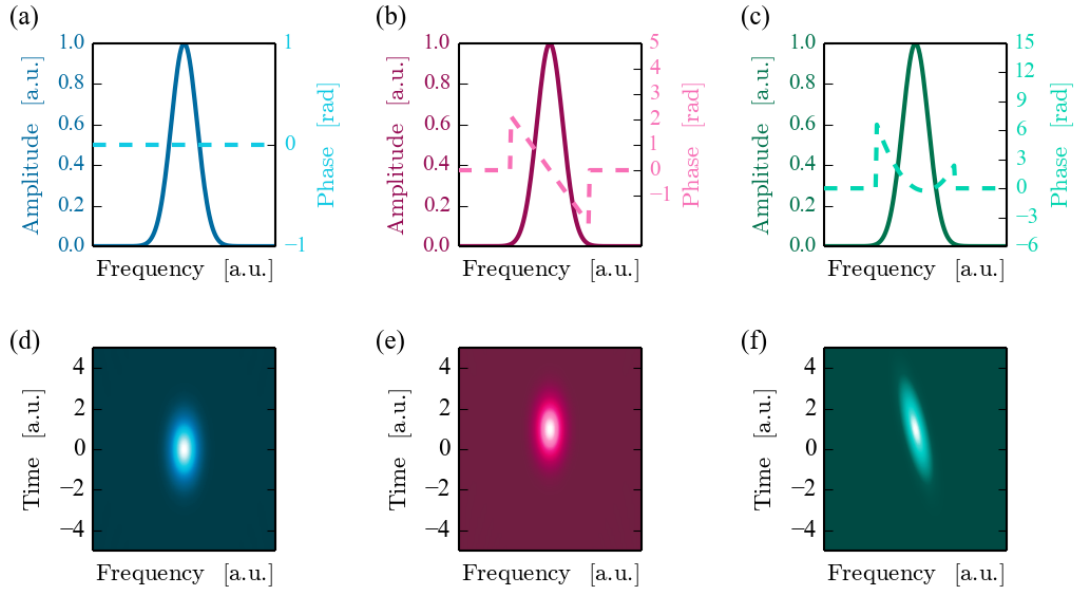 (a)
(b)
(c)
Amplitude [a.u.]
1.0
0.8
0.6
0.4
0.2
0.0
1
0
−1
Phase [rad]
Frequency [a.u.]
Amplitude [a.u.]
1.0
0.8
0.6
0.4
0.2
0.0
5
4
3
2
1
0
−1
Phase [rad]
Frequency [a.u.]
Amplitude [a.u.]
1.0
0.8
0.6
0.4
0.2
0.0
15
12
9
6
3
0
−3
−6
Phase [rad]
Frequency [a.u.]
(d)
(e)
(f)
Time [a.u.]
4
2
0
−2
−4
Frequency [a.u.]
Time [a.u.]
4
2
0
−2
−4
Frequency [a.u.]
Time [a.u.]
4
2
0
−2
−4
Frequency [a.u.]